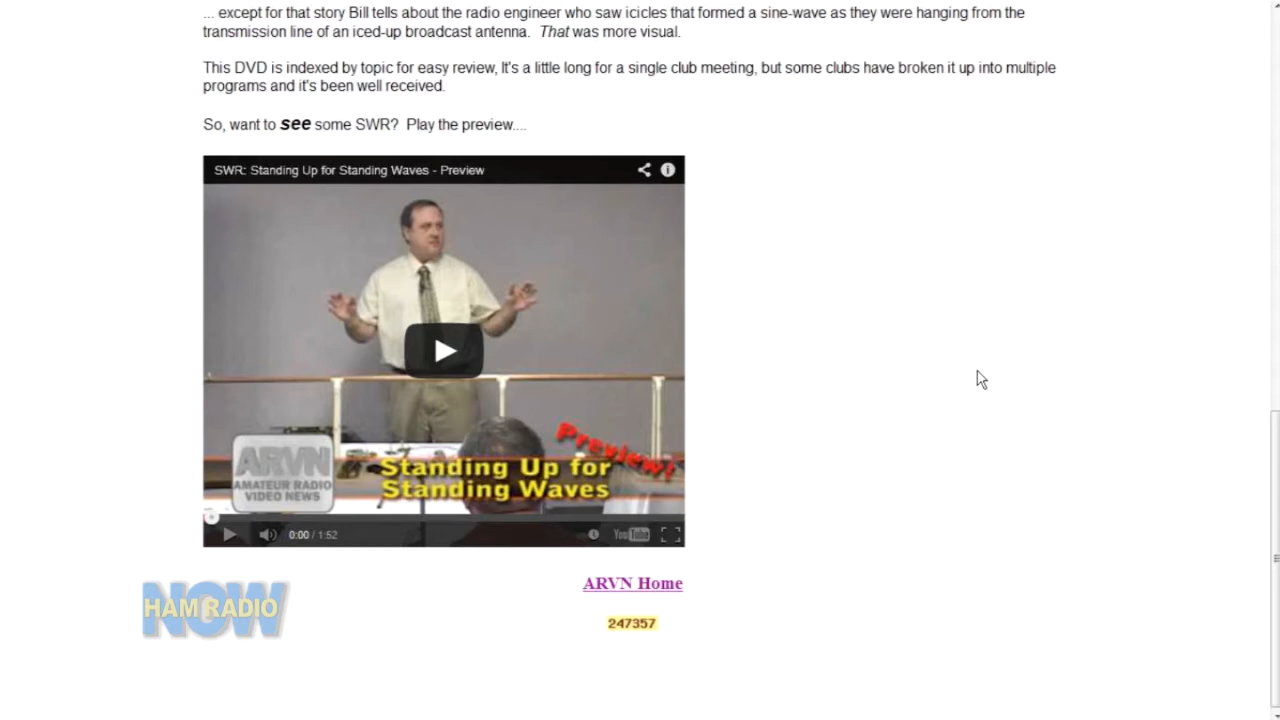 ... except for that story Bill tells about the radio engineer who saw icicles that formed a sine-wave as they were hanging from the
transmission line of an iced-up broadcast antenna. That was more visual.
This DVD is indexed by topic for easy review, It's a little long for a single club meeting, but some clubs have broken it up into multiple
programs and it's been well received.
So, want to see some SWR? Play the preview....
SWR: Standing Up for Standing Waves - Preview
Preview!
ARVN
AMATEUR RADIO
VIDEO NEWS
Standing Up for
Standing Waves
0:00 / 1:52
YouTube
ARVN Home
NOW
HAM RADIO
247357